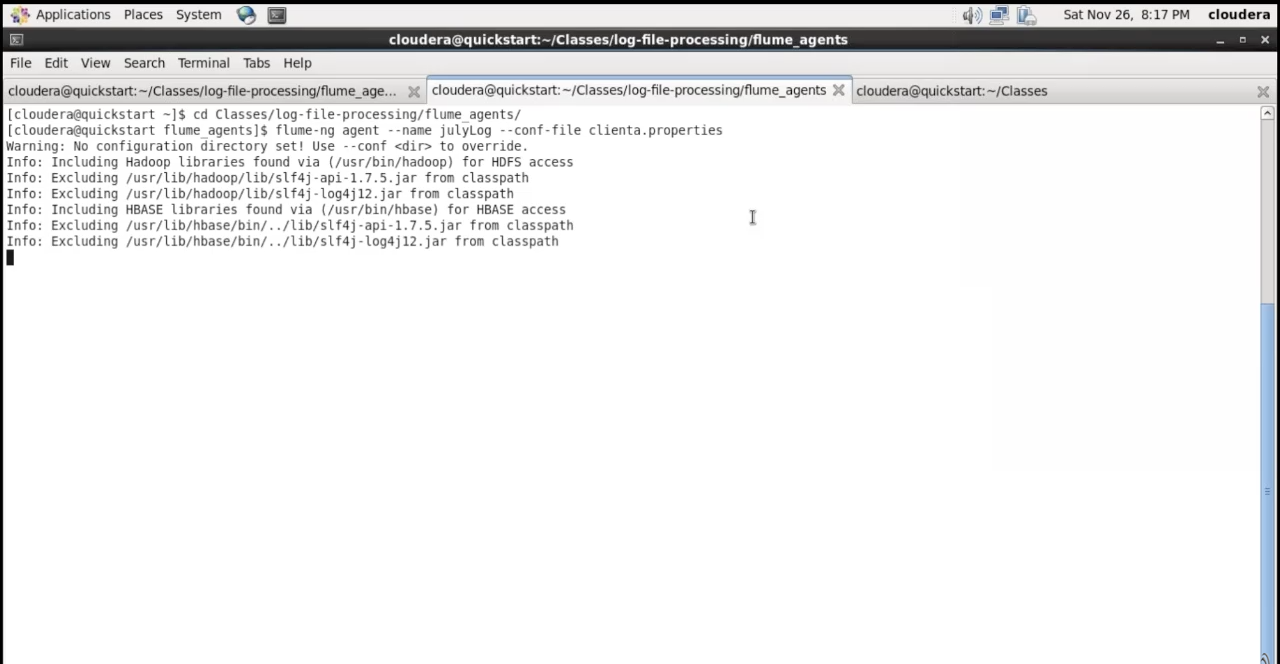 Applications Places System Sat Nov 26, 8:17 PM cloudera
cloudera@quickstart:~/Classes/log-file-processing/flume_agents
File Edit View Search Terminal Tabs Help
cloudera@quickstart:~/Classes/log-file-processing/flume_age... cloudera@quickstart:~/Classes/log-file-processing/flume_agents cloudera@quickstart:~/Classes
[cloudera@quickstart ~]$ cd Classes/log-file-processing/flume_agents/
[cloudera@quickstart flume_agents]$ flume-ng agent --name julyLog --conf-file clienta.properties
Warning: No configuration directory set! Use --conf <dir> to override.
Info: Including Hadoop libraries found via (/usr/bin/hadoop) for HDFS access
Info: Excluding /usr/lib/hadoop/lib/slf4j-api-1.7.5.jar from classpath
Info: Excluding /usr/lib/hadoop/lib/slf4j-log4j12.jar from classpath
Info: Including HBASE libraries found via (/usr/bin/hbase) for HBASE access
Info: Excluding /usr/lib/hbase/bin/../lib/slf4j-api-1.7.5.jar from classpath
Info: Excluding /usr/lib/hbase/bin/../lib/slf4j-log4j12.jar from classpath